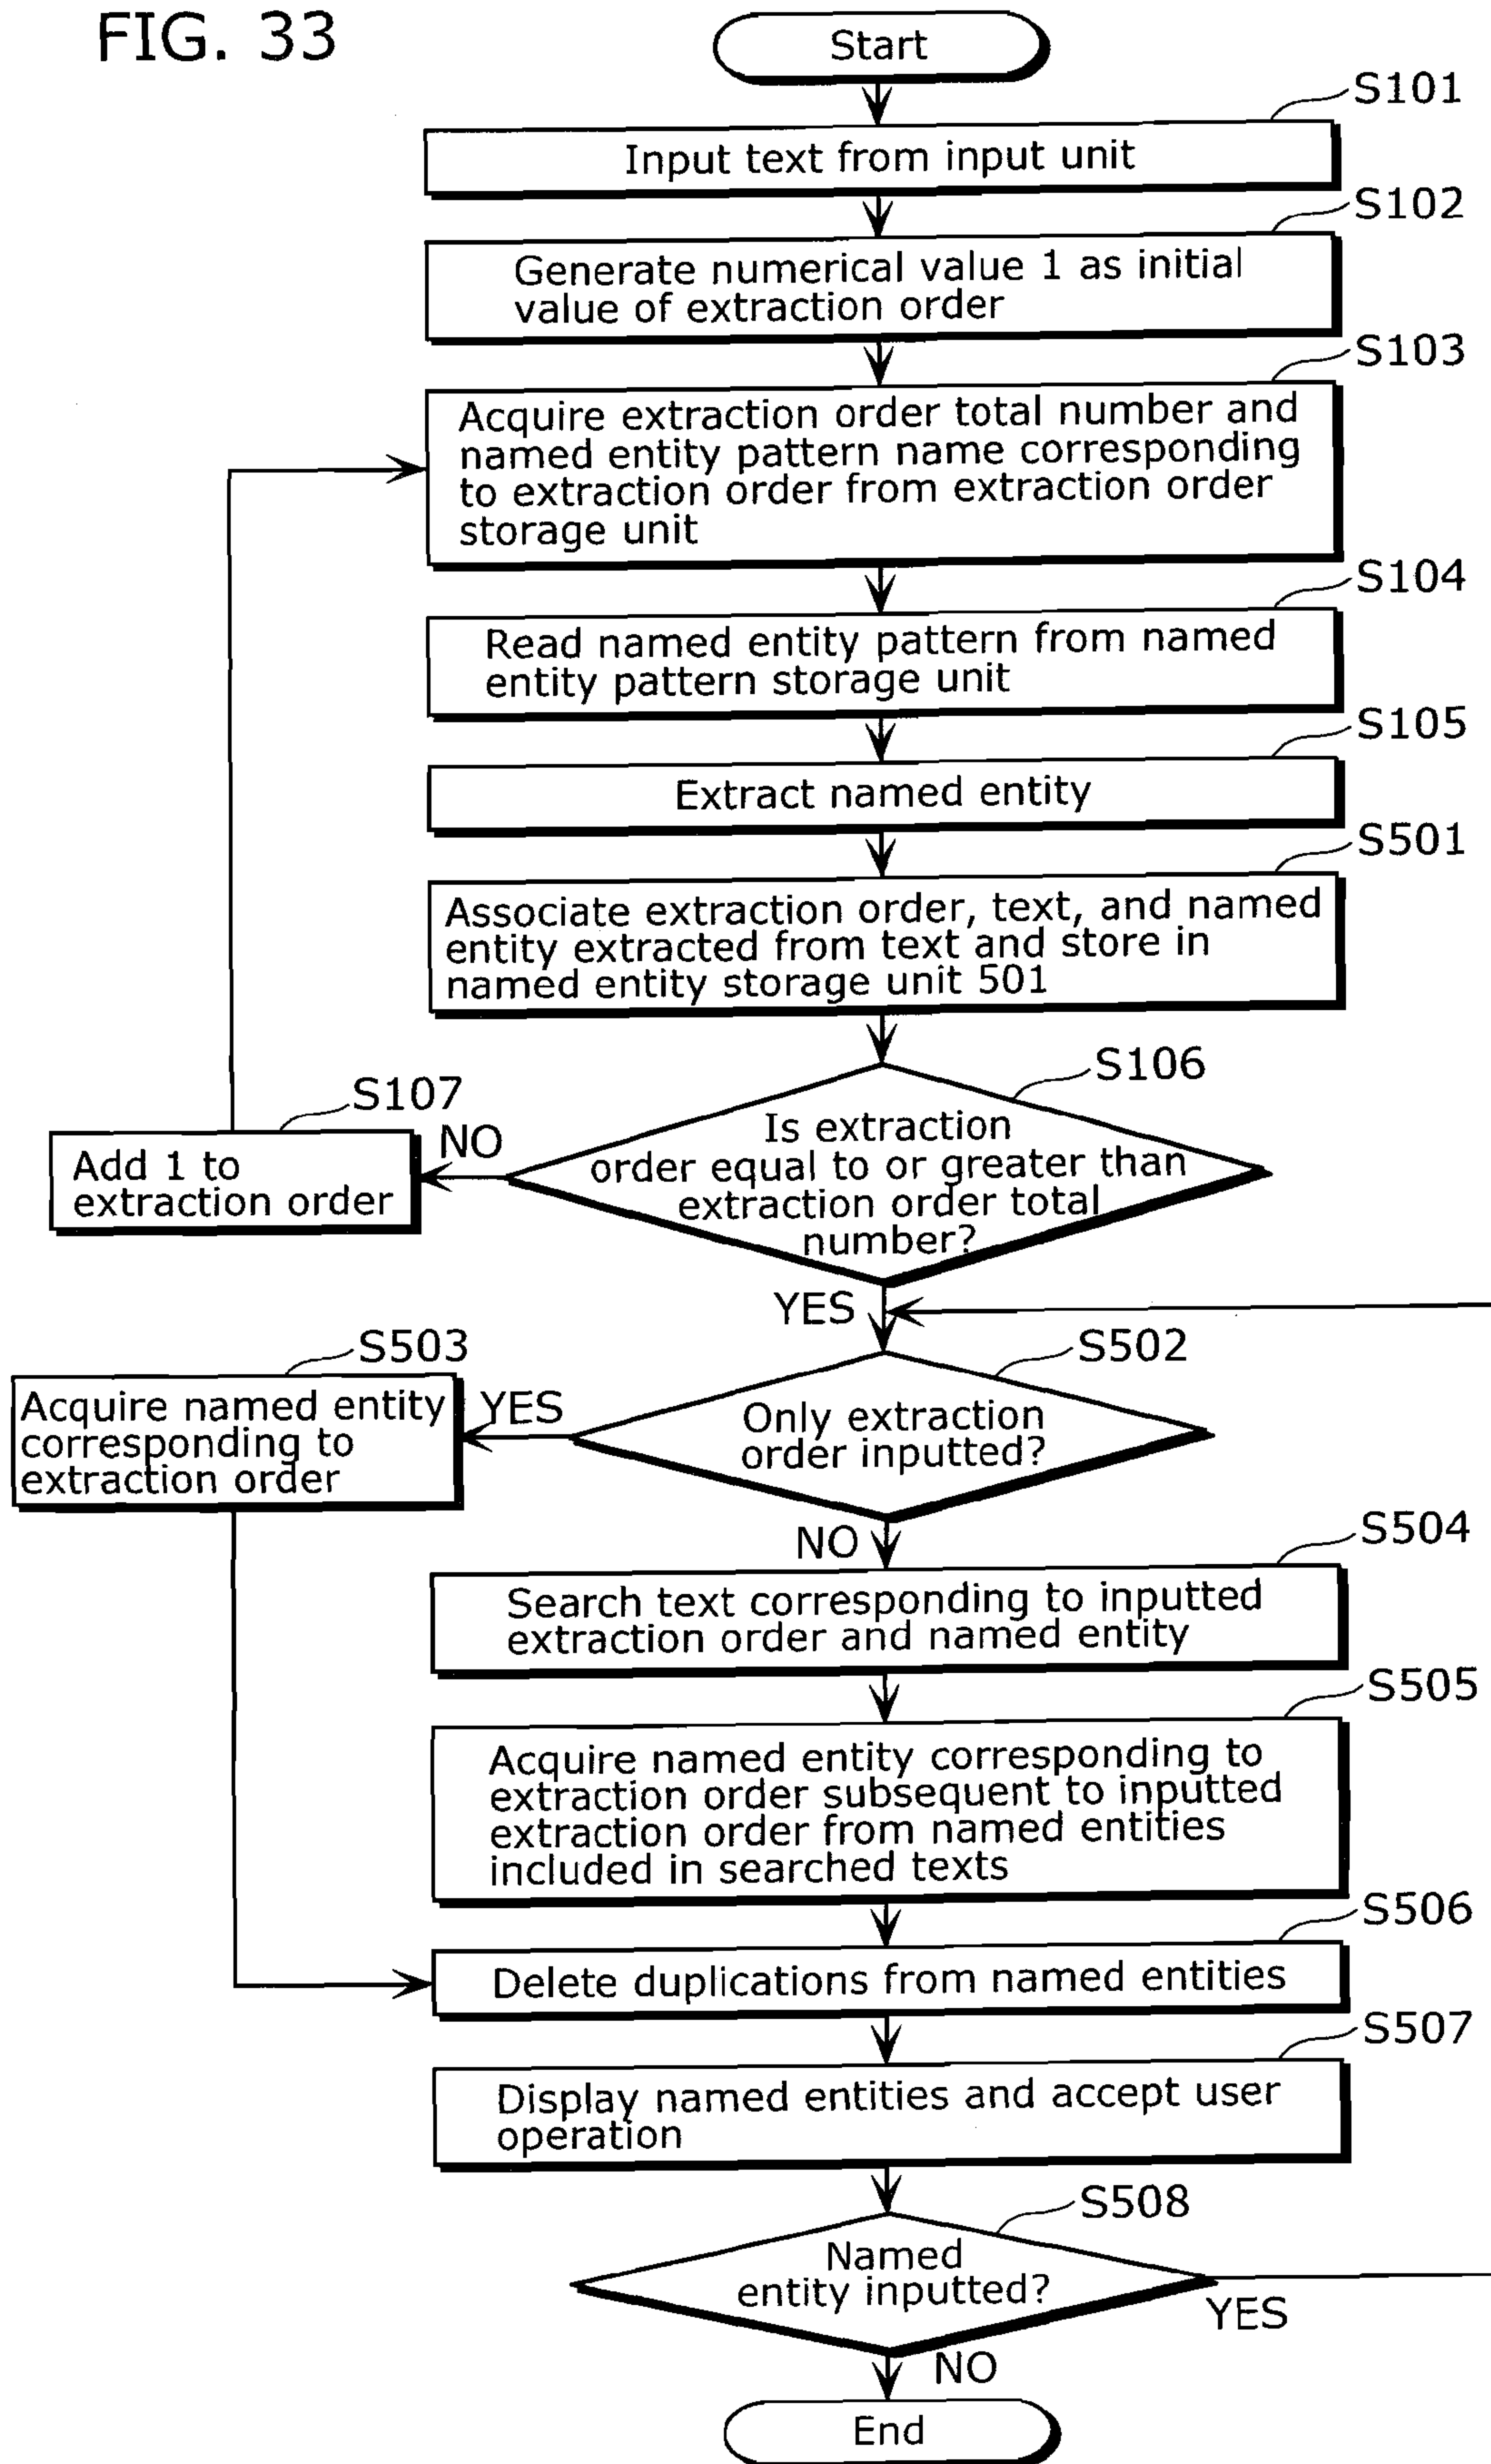 FIG. 33
Start
S101
Input text from input unit
S102
Generate numerical value 1 as initial
value of extraction order
S103
Acquire extraction order total number and
named entity pattern name corresponding
to extraction order from extraction order
storage unit
S104
Read named entity pattern from named
entity pattern storage unit
S105
Extract named entity
S501
Associate extraction order, text, and named
entity extracted from text and store in
named entity storage unit 501
S106
Is extraction
order equal to or greater than
extraction order total
number?
S107
NO
Add 1 to
extraction order
YES
S502
Only extraction
order inputted?
S503
YES
Acquire named entity
corresponding to
extraction order
NO
S504
Search text corresponding to inputted
extraction order and named entity
S505
Acquire named entity corresponding to
extraction order subsequent to inputted
extraction order from named entities
included in searched texts
S506
Delete duplications from named entities
S507
Display named entities and accept user
operation
S508
Named
entity inputted?
YES
NO
End